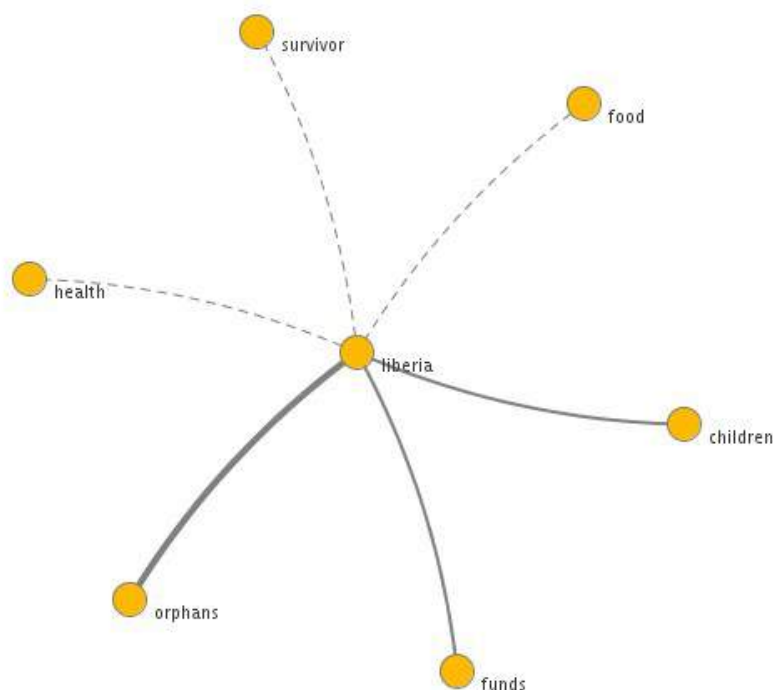 survivor
food
health
liberia
children
orphans
funds